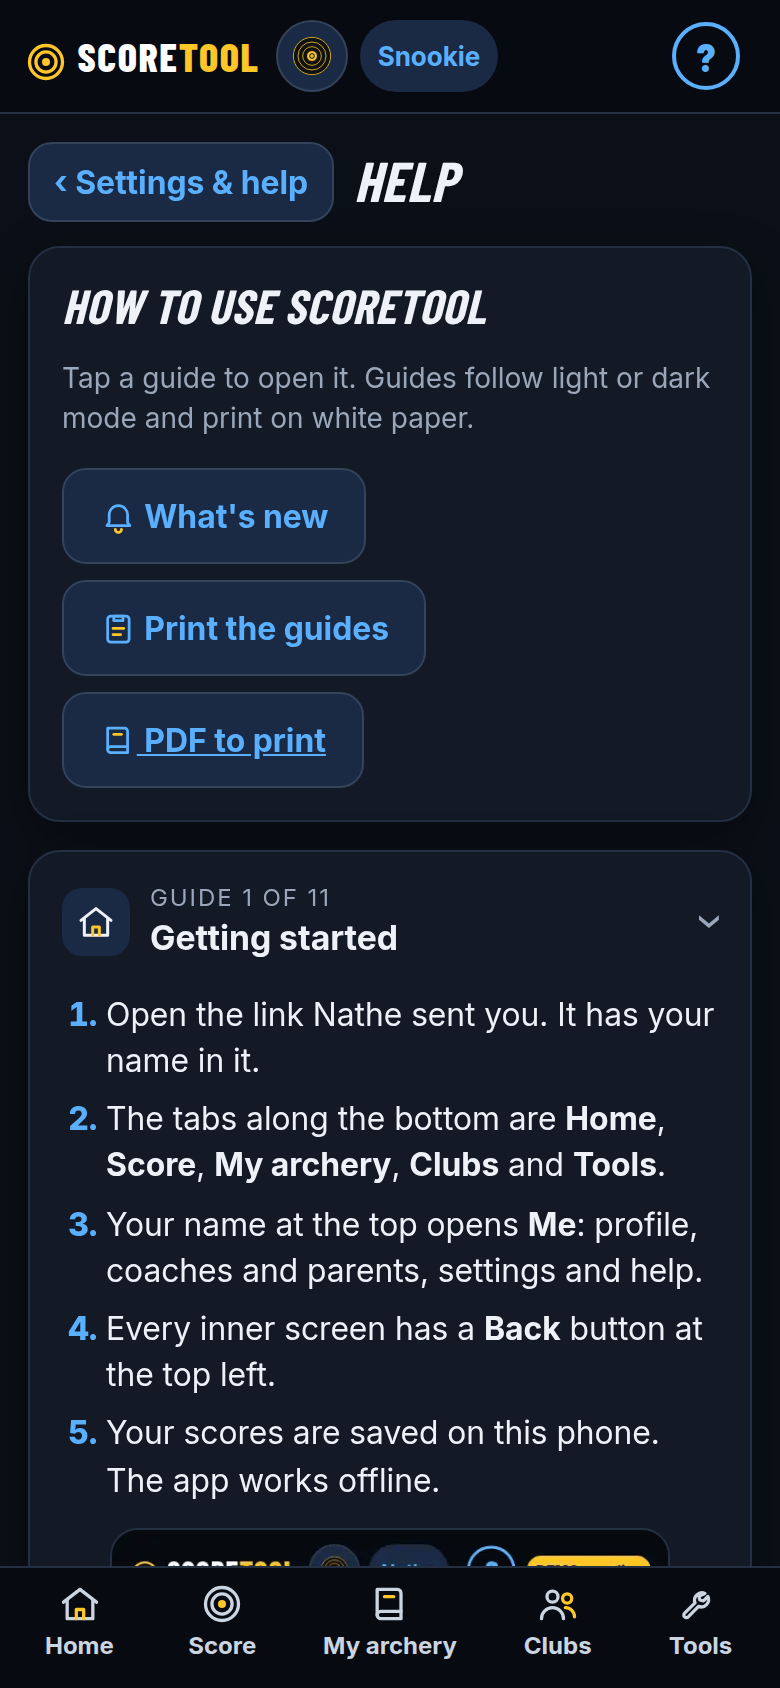 SCORETOOL
Snookie
?
‹ Settings & help
HELP
HOW TO USE SCORETOOL
Tap a guide to open it. Guides follow light or dark
mode and print on white paper.
What's new
Print the guides
PDF to print
GUIDE 1 OF 11
Getting started
1. Open the link Nathe sent you. It has your
name in it.
2. The tabs along the bottom are Home,
Score, My archery, Clubs and Tools.
3. Your name at the top opens Me: profile,
coaches and parents, settings and help.
4. Every inner screen has a Back button at
the top left.
5. Your scores are saved on this phone.
The app works offline.
Home
Score
My archery
Clubs
Tools